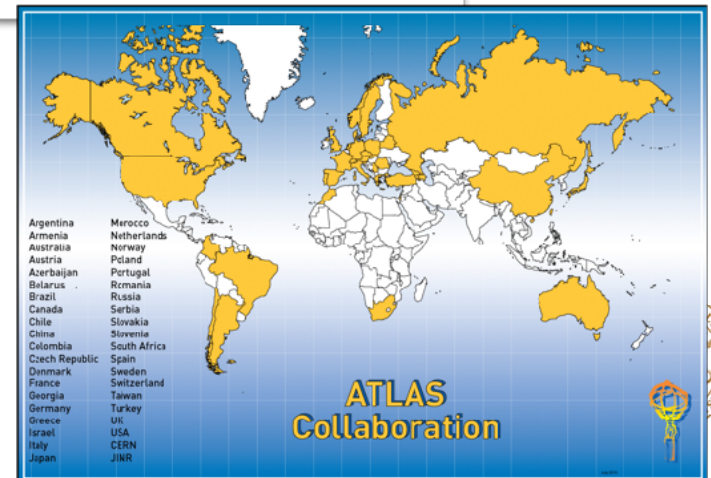 Argentina
Armenia
Australia
Austria
Azerbaijan
Belarus
Brazil
Canada
Chile
China
Colombia
Czech Republic
Denmark
France
Georgia
Germany
Greece
Israel
Italy
Japan
Morocco
Netherlands
Norway
Poland
Portugal
Romania
Russia
Serbia
Slovakia
Slovenia
South Africa
Spain
Sweden
Switzerland
Taiwan
Turkey
UK
USA
CERN
JINR
ATLAS
Collaboration